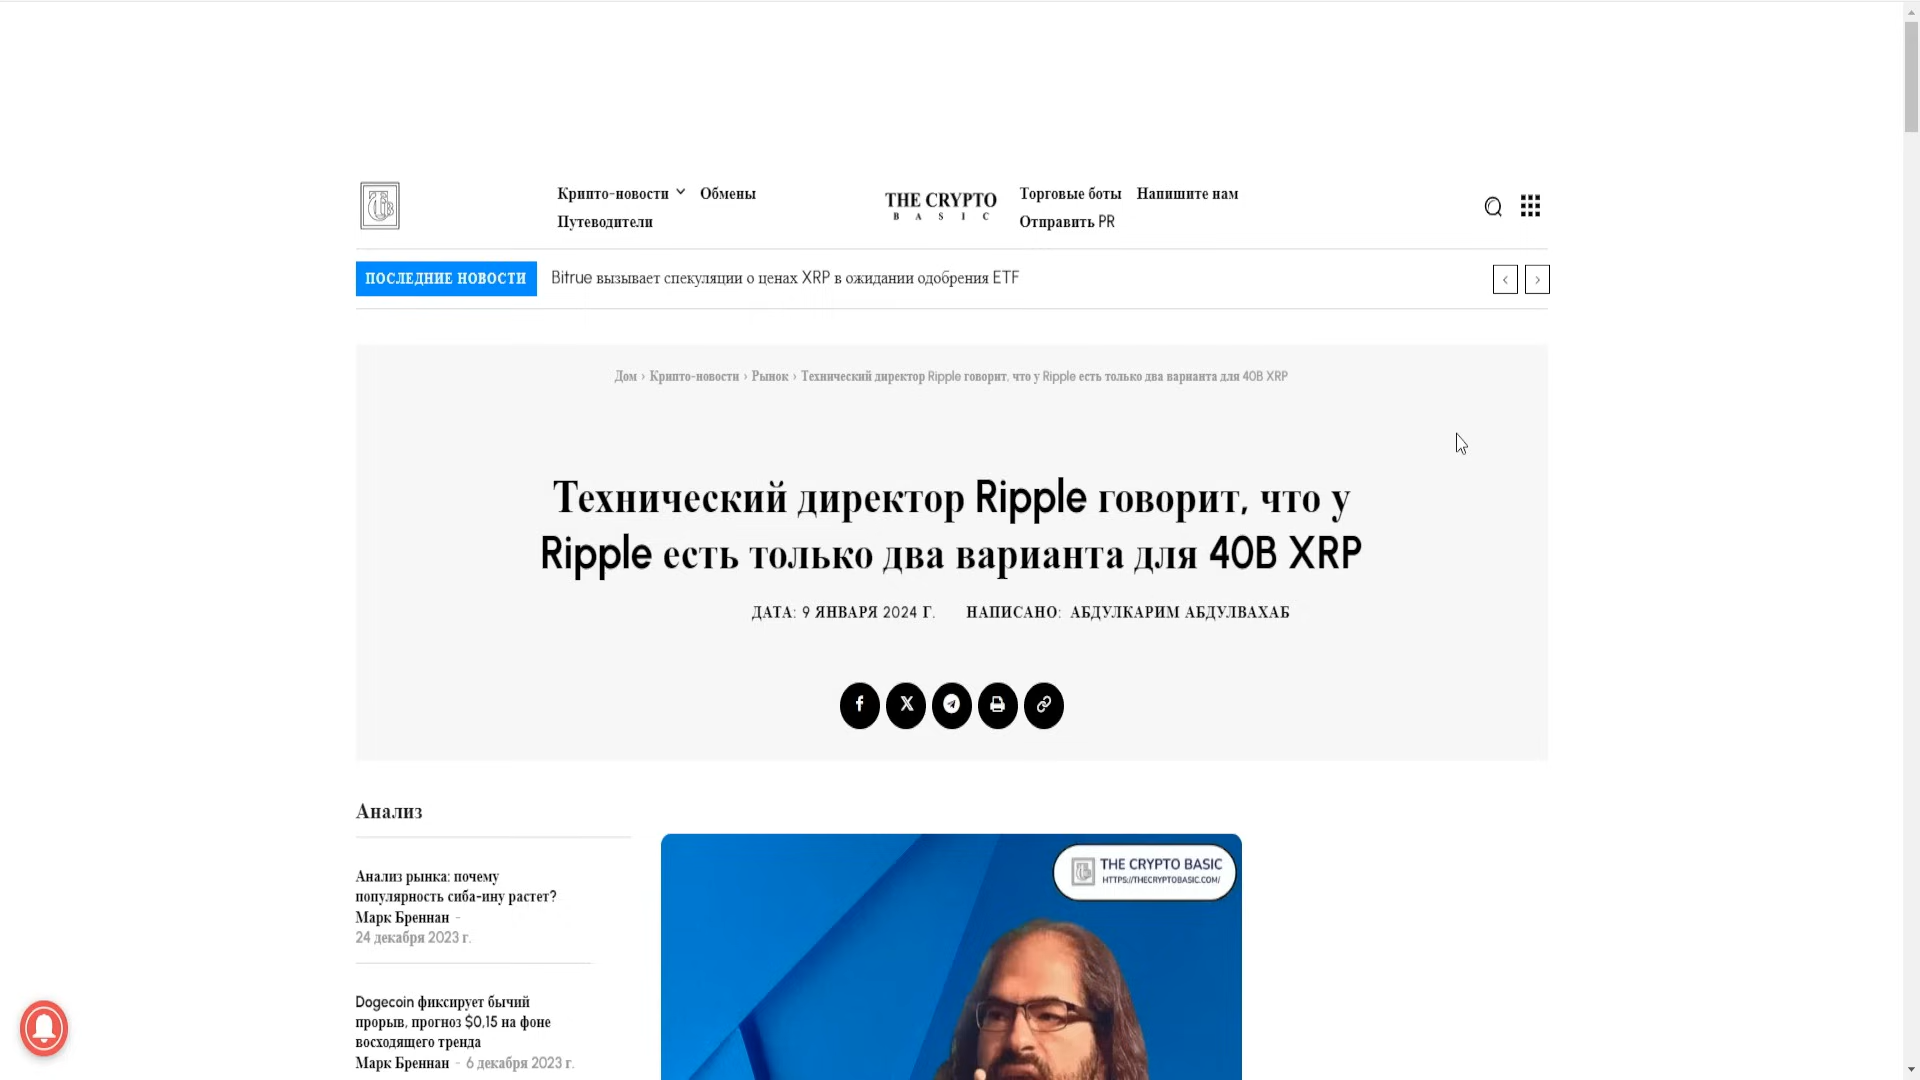 Крипто-новости Обмены
Путеводители
THE CRYPTO
BASIC
Торговые боты Напишите нам
Отправить PR
ПОСЛЕДНИЕ НОВОСТИ Bitrue вызывает спекуляции о ценах XRP в ожидании одобрения ETF
Дом › Крипто-новости › Рынок › Технический директор Ripple говорит, что у Ripple есть только два варианта для 40B XRP
Технический директор Ripple говорит, что у
Ripple есть только два варианта для 40B XRP
ДАТА: 9 ЯНВАРЯ 2024 Г. НАПИСАНО: АБДУЛКАРИМ АБДУЛВАХАБ
Анализ
Анализ рынка: почему
популярность сиба-ину растет?
Марк Бреннан -
24 декабря 2023 г.
Dogecoin фиксирует бычий
прорыв, прогноз $0,15 на фоне
восходящего тренда
Марк Бреннан - 6 декабря 2023 г.
THE CRYPTO BASIC
HTTPS://THECRYPTOBASIC.COM/